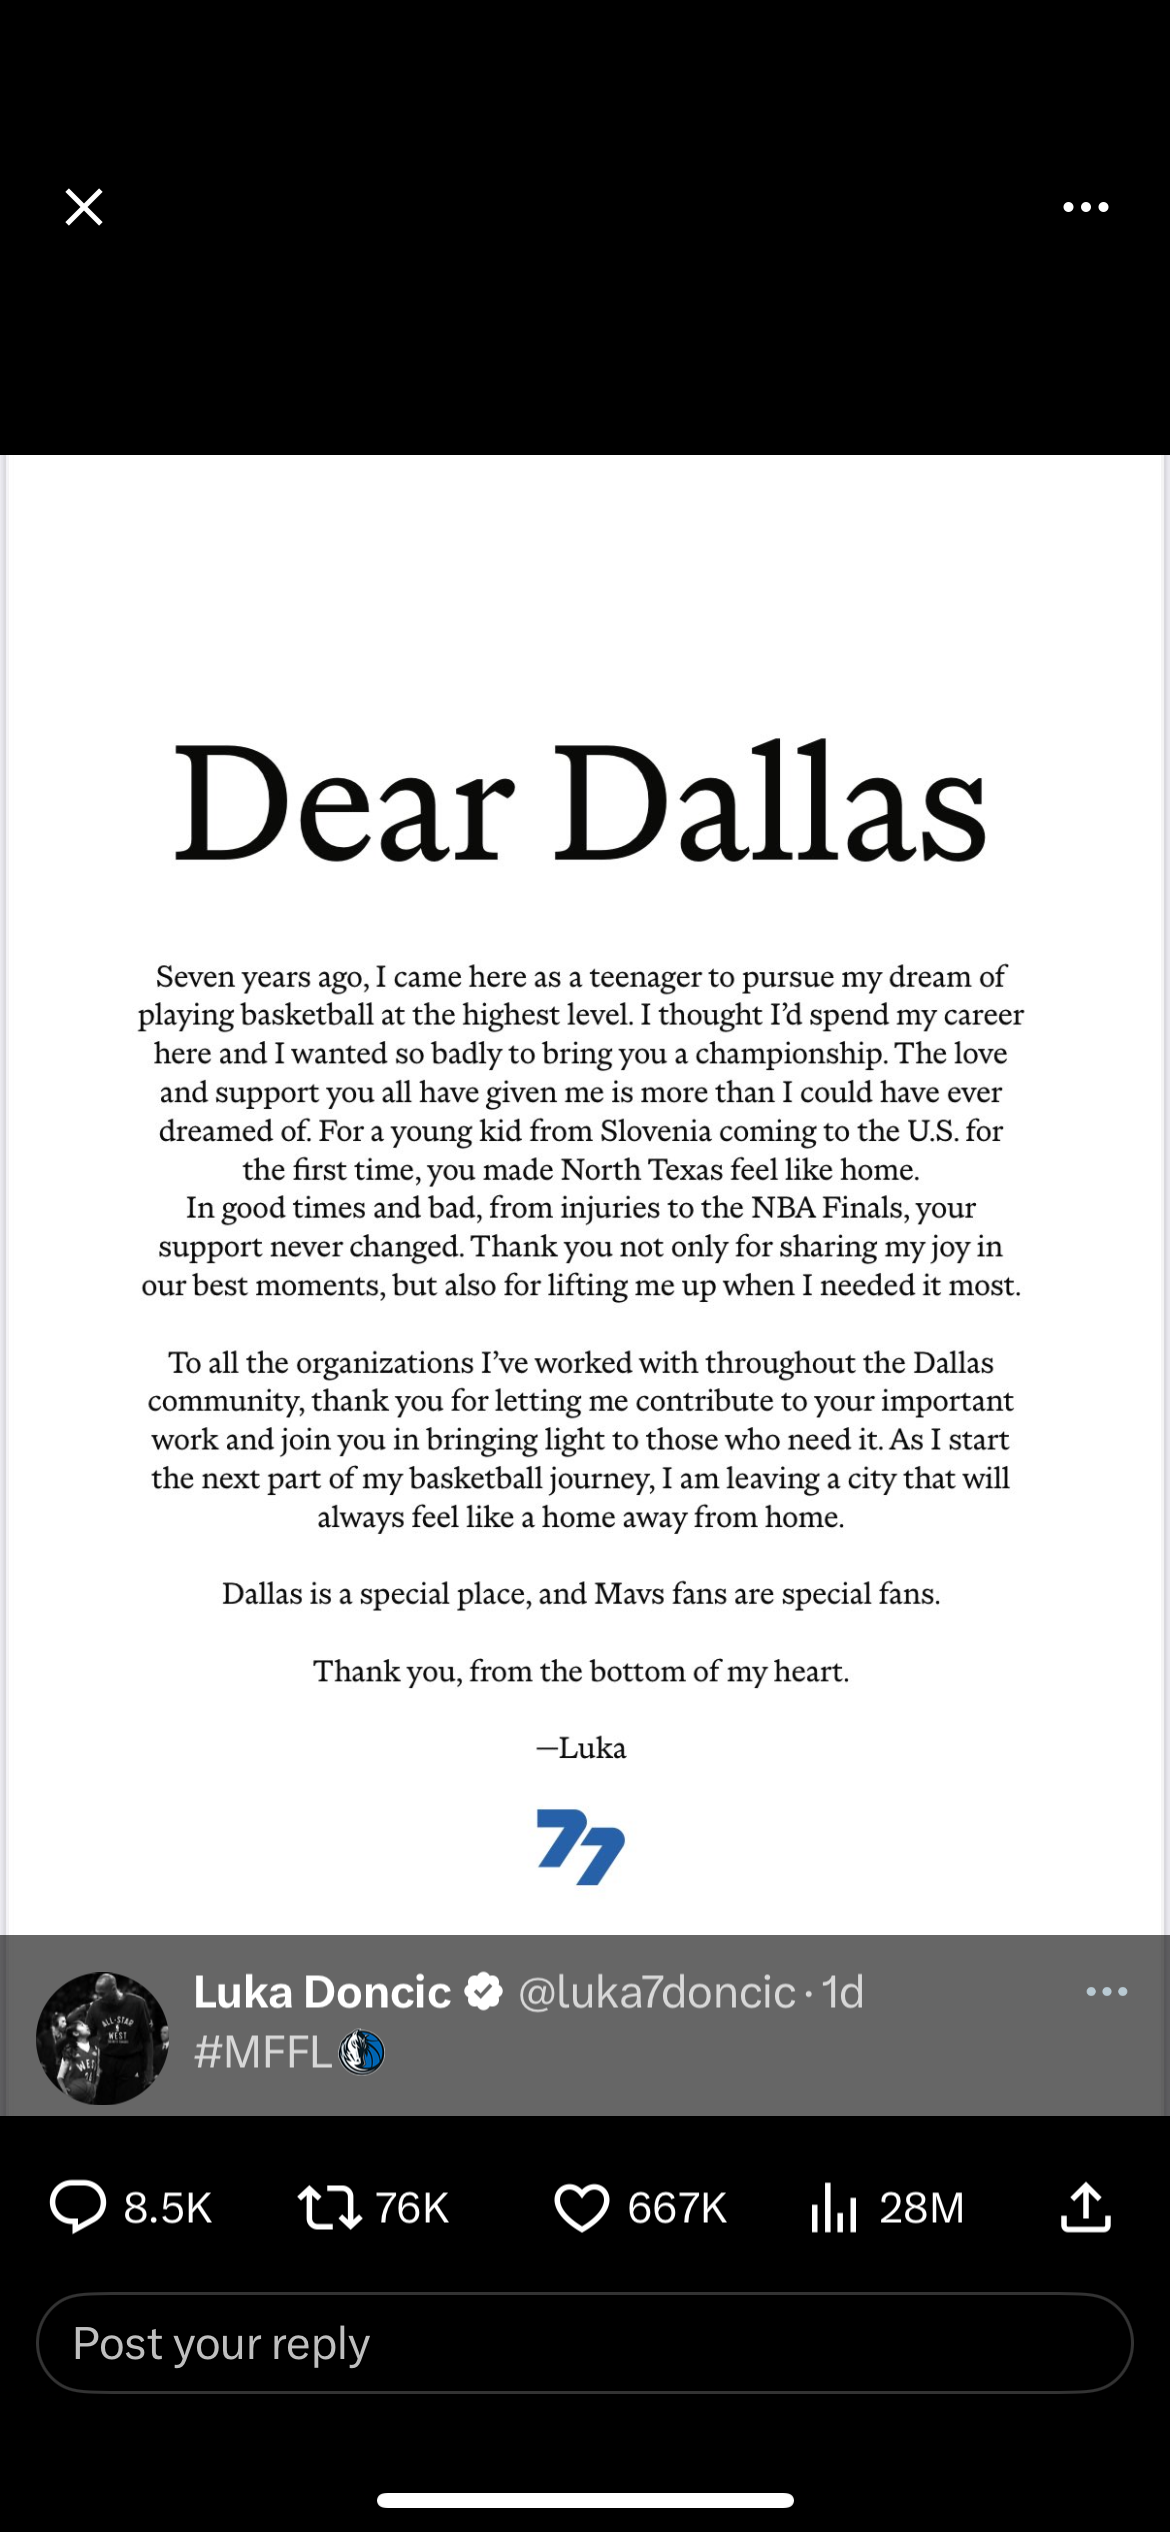 Dear Dallas
Seven years ago, I came here as a teenager to pursue my dream of
playing basketball at the highest level. I thought I’d spend my career
here and I wanted so badly to bring you a championship. The love
and support you all have given me is more than I could have ever
dreamed of. For a young kid from Slovenia coming to the U.S. for
the first time, you made North Texas feel like home.
In good times and bad, from injuries to the NBA Finals, your
support never changed. Thank you not only for sharing my joy in
our best moments, but also for lifting me up when I needed it most.
To all the organizations I’ve worked with throughout the Dallas
community, thank you for letting me contribute to your important
work and join you in bringing light to those who need it. As I start
the next part of my basketball journey, I am leaving a city that will
always feel like a home away from home.
Dallas is a special place, and Mavs fans are special fans.
Thank you, from the bottom of my heart.
—Luka
77
Luka Doncic @luka7doncic · 1d
#MFFL
ALL-STAR
WEST
8.5K 76K 667K 28M
Post your reply